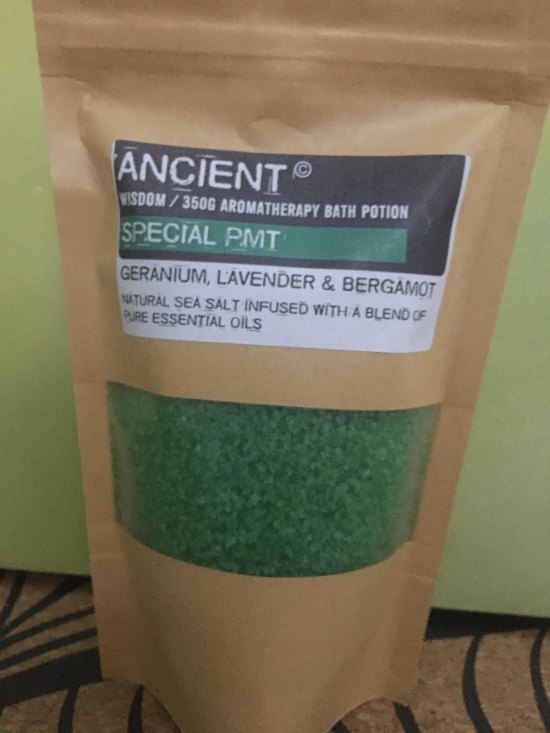 ANCIENT©
WISDOM / 350G AROMATHERAPY BATH POTION
SPECIAL PMT
GERANIUM, LAVENDER & BERGAMOT
NATURAL SEA SALT INFUSED WITH A BLEND OF
PURE ESSENTIAL OILS